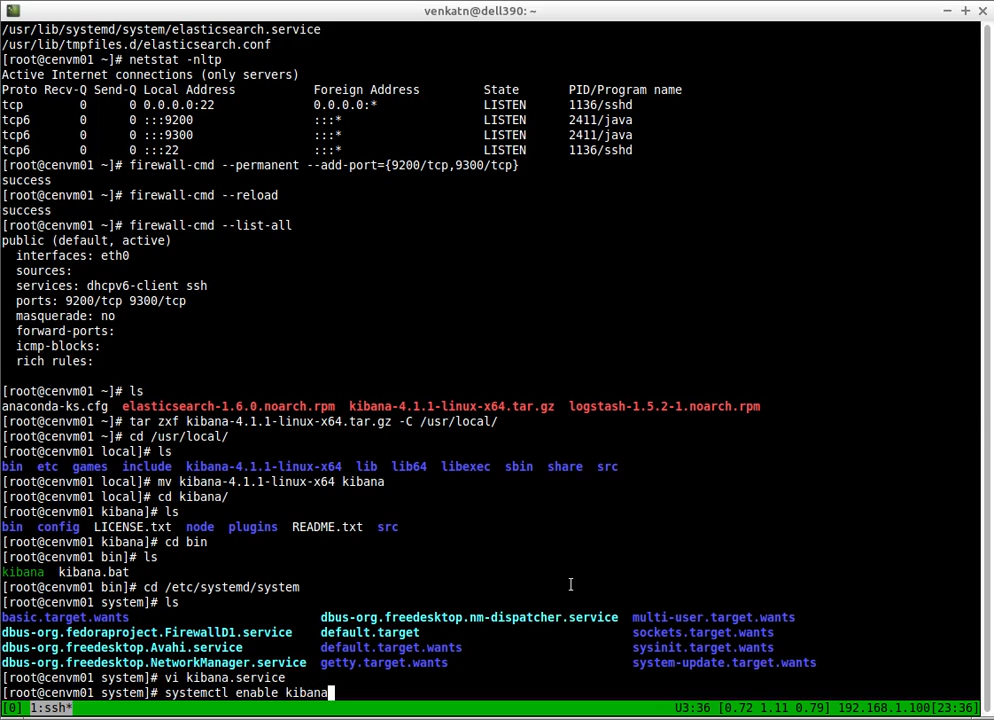 venkatn@dell390: ~
/usr/lib/systemd/system/elasticsearch.service
/usr/lib/tmpfiles.d/elasticsearch.conf
[root@cenvm01 ~]# netstat -nltp
Active Internet connections (only servers)
Proto Recv-Q Send-Q Local Address           Foreign Address         State       PID/Program name
tcp        0      0 0.0.0.0:22              0.0.0.0:*               LISTEN      1136/sshd
tcp6       0      0 :::9200                 :::*                    LISTEN      2411/java
tcp6       0      0 :::9300                 :::*                    LISTEN      2411/java
tcp6       0      0 :::22                   :::*                    LISTEN      1136/sshd
[root@cenvm01 ~]# firewall-cmd --permanent --add-port={9200/tcp,9300/tcp}
success
[root@cenvm01 ~]# firewall-cmd --reload
success
[root@cenvm01 ~]# firewall-cmd --list-all
public (default, active)
  interfaces: eth0
  sources:
  services: dhcpv6-client ssh
  ports: 9200/tcp 9300/tcp
  masquerade: no
  forward-ports:
  icmp-blocks:
  rich rules:
[root@cenvm01 ~]# ls
anaconda-ks.cfg  elasticsearch-1.6.0.noarch.rpm  kibana-4.1.1-linux-x64.tar.gz  logstash-1.5.2-1.noarch.rpm
[root@cenvm01 ~]# tar zxf kibana-4.1.1-linux-x64.tar.gz -C /usr/local/
[root@cenvm01 ~]# cd /usr/local/
[root@cenvm01 local]# ls
bin  etc  games  include  kibana-4.1.1-linux-x64  lib  lib64  libexec  sbin  share  src
[root@cenvm01 local]# mv kibana-4.1.1-linux-x64 kibana
[root@cenvm01 local]# cd kibana/
[root@cenvm01 kibana]# ls
bin  config  LICENSE.txt  node  plugins  README.txt  src
[root@cenvm01 kibana]# cd bin
[root@cenvm01 bin]# ls
kibana  kibana.bat
[root@cenvm01 bin]# cd /etc/systemd/system
[root@cenvm01 system]# ls
basic.target.wants                           dbus-org.freedesktop.nm-dispatcher.service  multi-user.target.wants
dbus-org.fedoraproject.FirewallD1.service    default.target                              sockets.target.wants
dbus-org.freedesktop.Avahi.service           default.target.wants                        sysinit.target.wants
dbus-org.freedesktop.NetworkManager.service  getty.target.wants                          system-update.target.wants
[root@cenvm01 system]# vi kibana.service
[root@cenvm01 system]# systemctl enable kibana
[0] 1:ssh* U3:36 [0.72 1.11 0.79] 192.168.1.100[23:36]